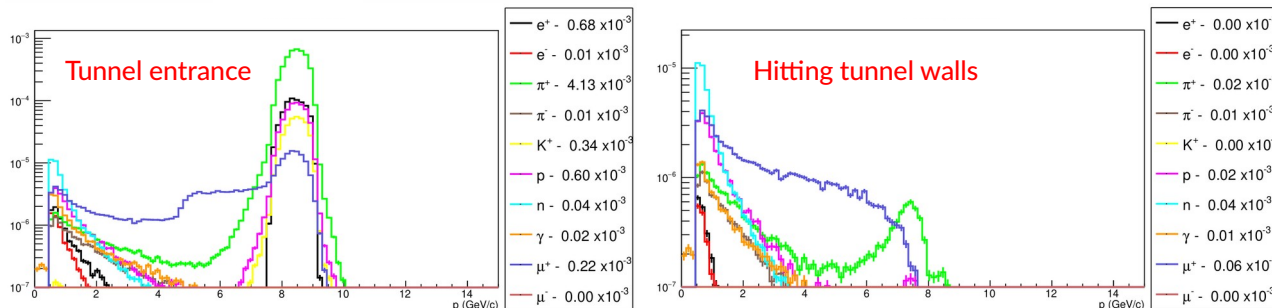 Tunnel entrance
10⁻³
10⁻⁴
10⁻⁵
10⁻⁶
10⁻⁷
0 2 4 6 8 10 12 14
p (GeV/c)
e⁺ - 0.68 x10⁻³
e⁻ - 0.01 x10⁻³
π⁺ - 4.13 x10⁻³
π⁻ - 0.01 x10⁻³
K⁺ - 0.34 x10⁻³
p - 0.60 x10⁻³
n - 0.04 x10⁻³
γ - 0.02 x10⁻³
μ⁺ - 0.22 x10⁻³
μ⁻ - 0.00 x10⁻³
Hitting tunnel walls
10⁻⁵
10⁻⁶
10⁻⁷
0 2 4 6 8 10 12 14
p (GeV/c)
e⁺ - 0.00 x10⁻
e⁻ - 0.00 x10⁻³
π⁺ - 0.02 x10⁻
π⁻ - 0.01 x10⁻³
K⁺ - 0.00 x10⁻
p - 0.02 x10⁻³
n - 0.04 x10⁻³
γ - 0.01 x10⁻³
μ⁺ - 0.06 x10⁻
μ⁻ - 0.00 x10⁻³